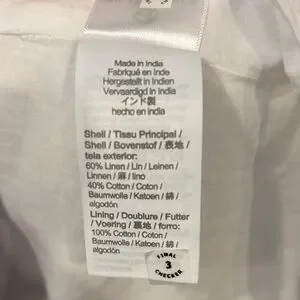 Made in India
Fabriqué en Inde
Hergestellt in Indien
Vervaardigd in India
インド製
hecho en India
Shell / Tissu Principal /
Shell / Bovenstof / 表地 /
tela exterior:
60% Linen / Lin / Leinen /
Linnen / 麻 / lino
40% Cotton / Coton /
Baumwolle / Katoen / 綿 /
algodón
Lining / Doublure / Futter
/ Voering / 裏地 / forro:
100% Cotton / Coton /
Baumwolle / Katoen / 綿 /
algodón
FINAL
3
CHECKER